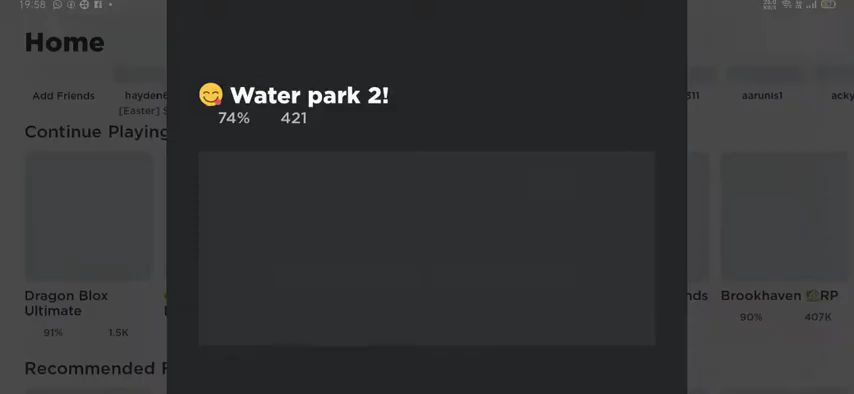 19:58
Home
Add Friends
hayden6
[Easter] S
311
aarunis1
acky
Continue Playing
😋 Water park 2!
74% 421
Dragon Blox
Ultimate
91% 1.5K
nds
Brookhaven 🏡RP
90% 407K
Recommended F